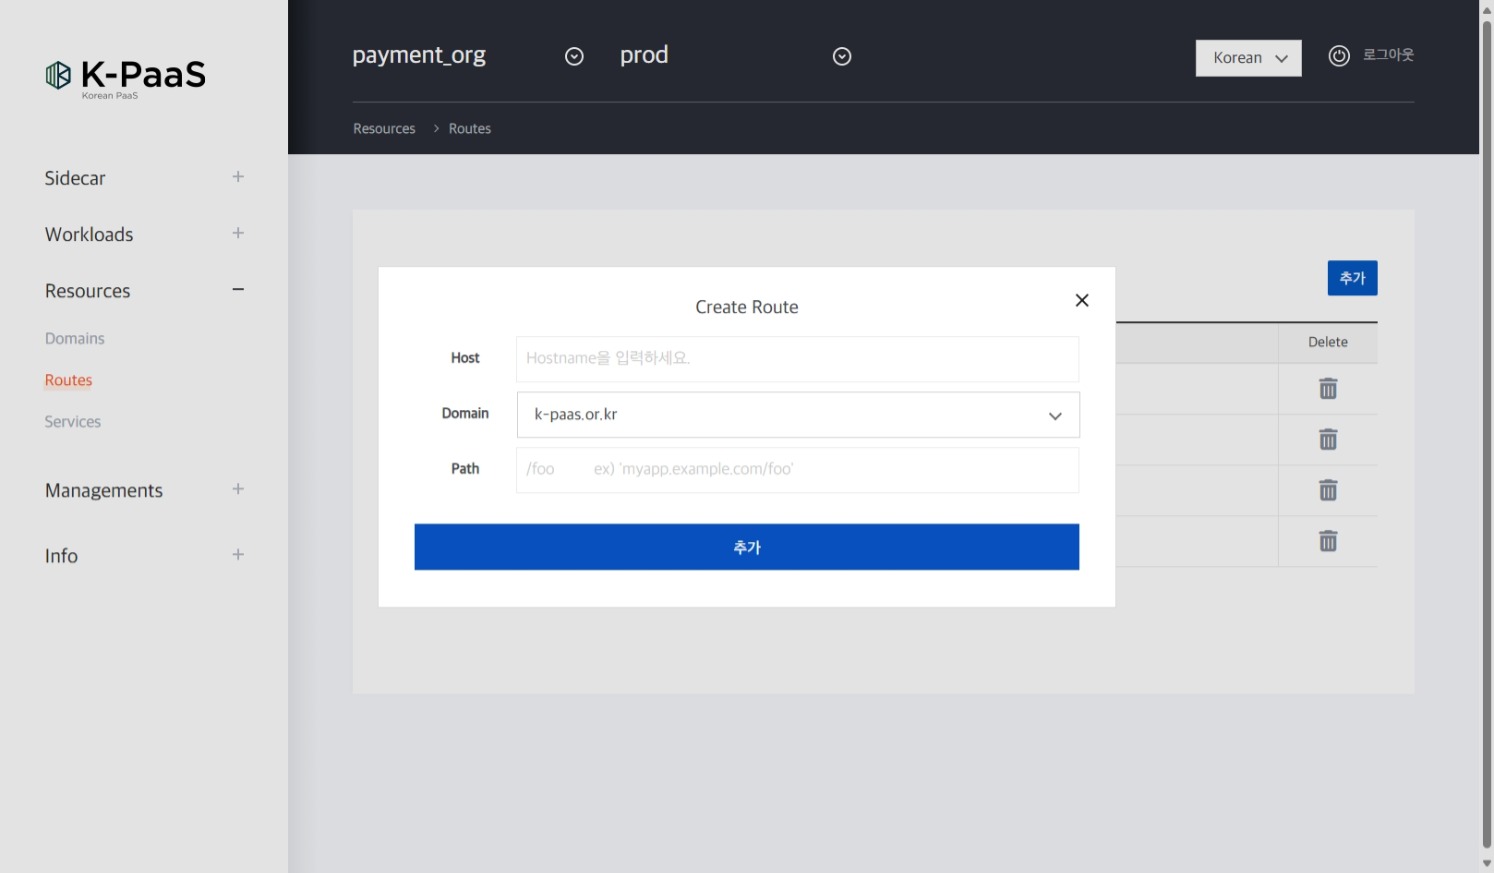 K-PaaS
Korean PaaS
payment_org
prod
Korean
로그아웃
Resources > Routes
Sidecar
Workloads
Resources
Domains
Routes
Services
Managements
Info
추가
Delete
Create Route
Host
Hostname을 입력하세요.
Domain
k-paas.or.kr
Path
/foo ex) 'myapp.example.com/foo'
추가